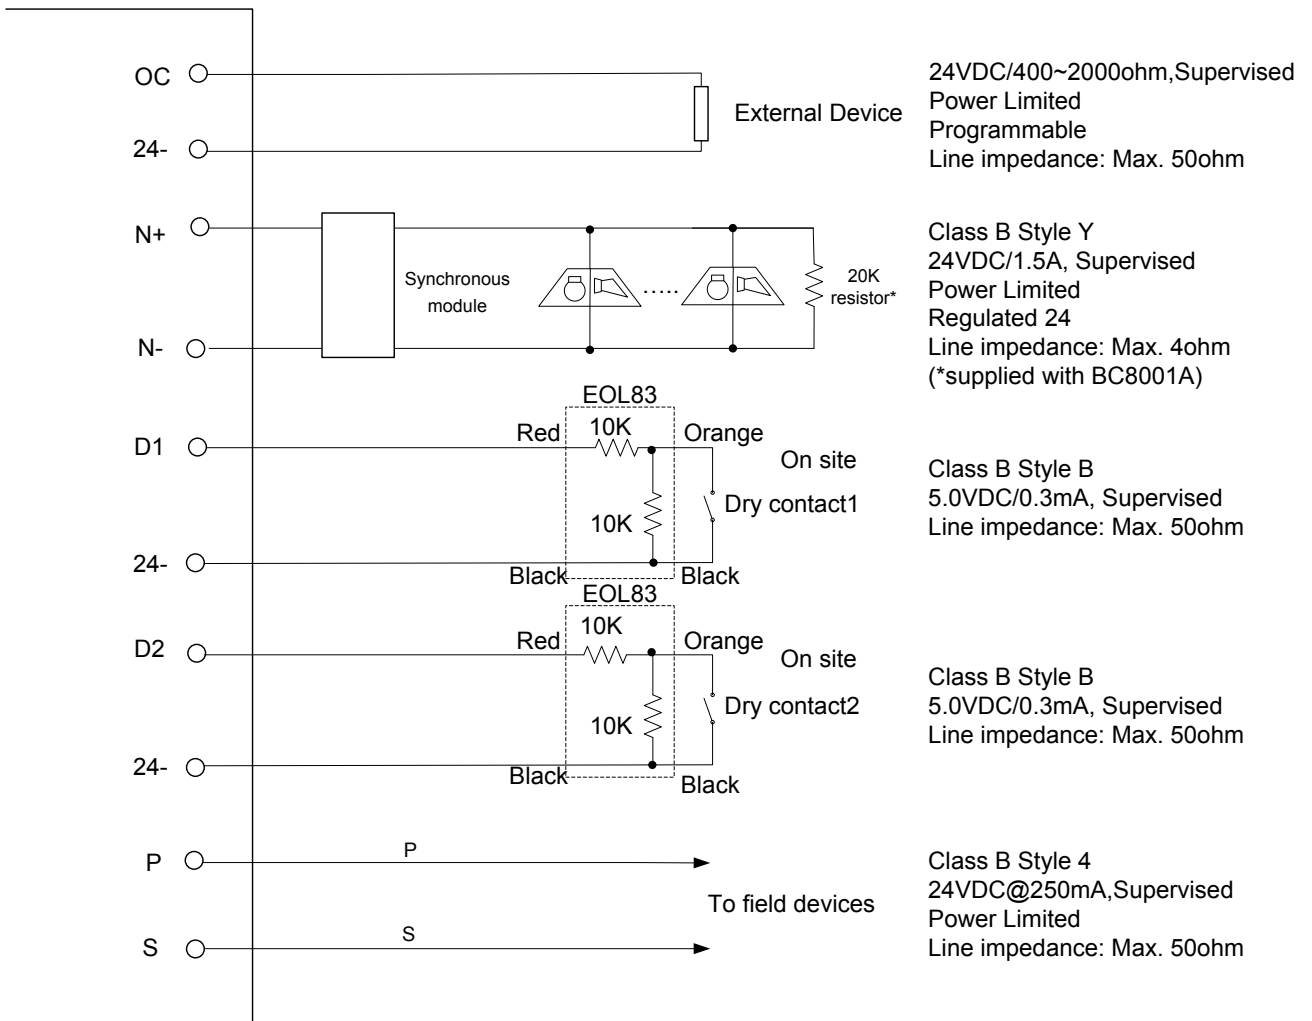 OC
24-
External Device
24VDC/400~2000ohm,Supervised
Power Limited
Programmable
Line impedance: Max. 50ohm
N+
N-
Synchronous
module
.....
20K
resistor*
Class B Style Y
24VDC/1.5A, Supervised
Power Limited
Regulated 24
Line impedance: Max. 4ohm
(*supplied with BC8001A)
EOL83
D1
Red
10K
Orange
On site
10K
Dry contact1
24-
Black
Black
Class B Style B
5.0VDC/0.3mA, Supervised
Line impedance: Max. 50ohm
EOL83
D2
Red
10K
Orange
On site
10K
Dry contact2
24-
Black
Black
Class B Style B
5.0VDC/0.3mA, Supervised
Line impedance: Max. 50ohm
P
P
To field devices
S
S
Class B Style 4
24VDC@250mA,Supervised
Power Limited
Line impedance: Max. 50ohm